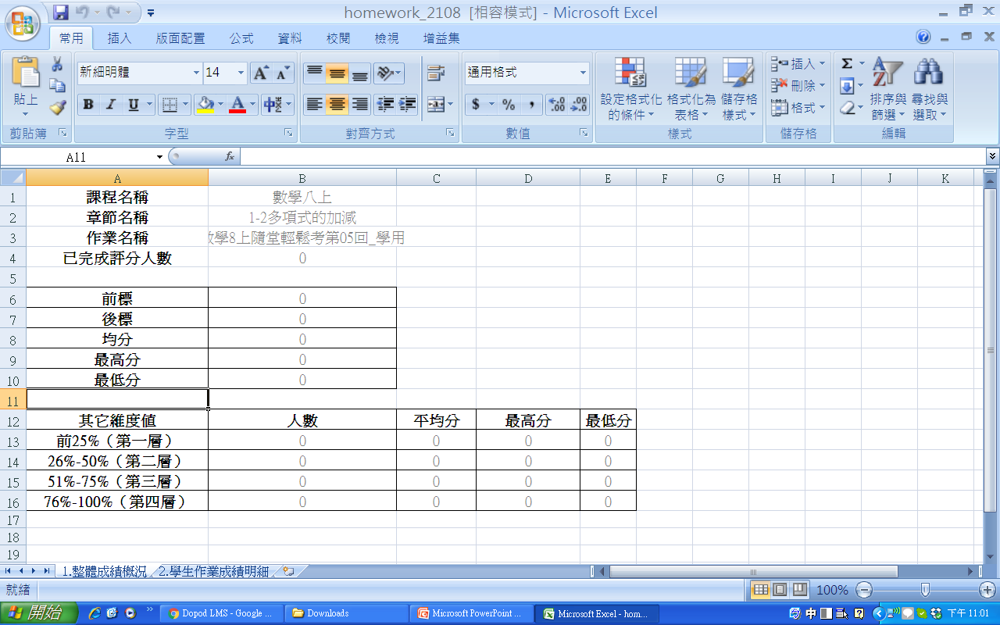 homework_2108 [相容模式] - Microsoft Excel
常用 插入 版面配置 公式 資料 校閱 檢視 增益集
貼上
新細明體 14
B I U
中
通用格式
$ % ,
.00 .00
設定格式化的條件 格式化為表格 儲存格樣式
插入
刪除
格式
Σ
排序與篩選 尋找與選取
剪貼簿 字型 對齊方式 數值 樣式 儲存格 編輯
A11 fx
A B C D E F G H I J K
1 課程名稱 數學八上
2 章節名稱 1-2多項式的加減
3 作業名稱 學8上隨堂輕鬆考第05回_學用
4 已完成評分人數 0
5
6 前標 0
7 後標 0
8 均分 0
9 最高分 0
10 最低分 0
11
12 其它維度值 人數 平均分 最高分 最低分
13 前25%（第一層） 0 0 0 0
14 26%-50%（第二層） 0 0 0 0
15 51%-75%（第三層） 0 0 0 0
16 76%-100%（第四層） 0 0 0 0
17
18
19
1.整體成績概況 2.學生作業成績明細
就緒 100%
開始 Dopod LMS - Google ... Downloads Microsoft PowerPoint ... Microsoft Excel - hom... 中 下午 11:01